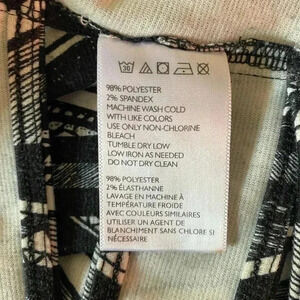 30
98% POLYESTER
2% SPANDEX
MACHINE WASH COLD
WITH LIKE COLORS
USE ONLY NON-CHLORINE
BLEACH
TUMBLE DRY LOW
LOW IRON AS NEEDED
DO NOT DRY CLEAN
98% POLYESTER
2% ÉLASTHANNE
LAVAGE EN MACHINE À
TEMPÉRATURE FROIDE
AVEC COULEURS SIMILAIRES
UTILISER UN AGENT DE
BLANCHIMENT SANS CHLORE SI
NÉCESSAIRE